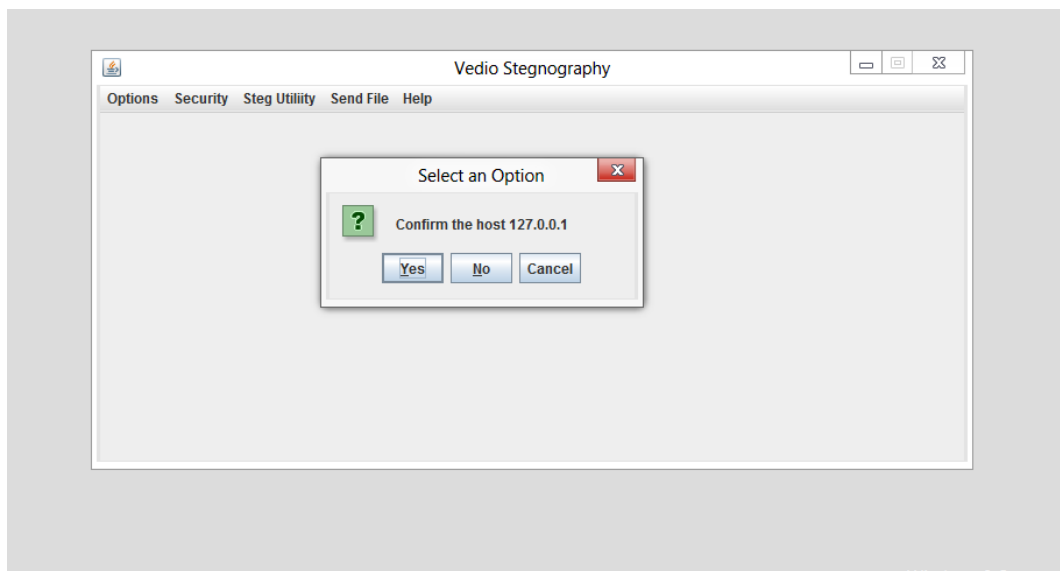 Vedio Stegnography
Options Security Steg Utiliity Send File Help
Select an Option
Confirm the host 127.0.0.1
Yes No Cancel